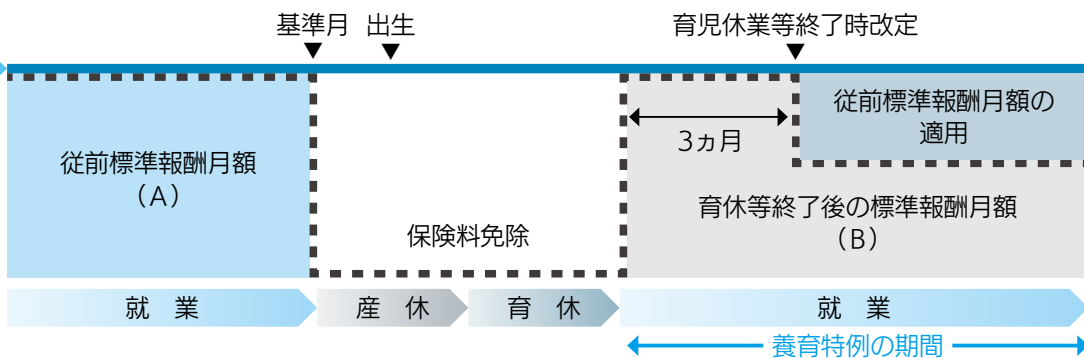 基準月
出生
育児休業等終了時改定
従前標準報酬月額
（A）
保険料免除
3ヵ月
従前標準報酬月額の
適用
育休等終了後の標準報酬月額
（B）
就 業
産 休
育 休
就 業
養育特例の期間